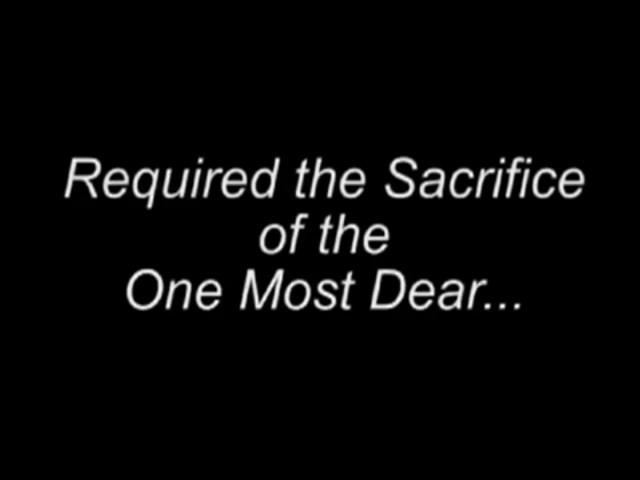 Required the Sacrifice
of the
One Most Dear...